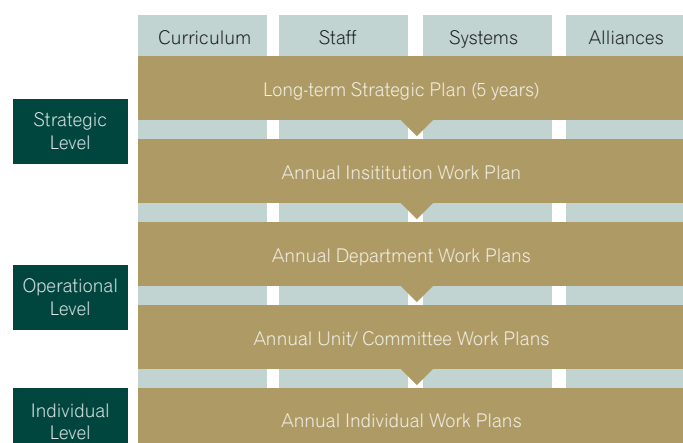 Curriculum Staff Systems Alliances
Long-term Strategic Plan (5 years)
Strategic
Level
Annual Insititution Work Plan
Annual Department Work Plans
Operational
Level
Annual Unit/ Committee Work Plans
Individual
Level
Annual Individual Work Plans